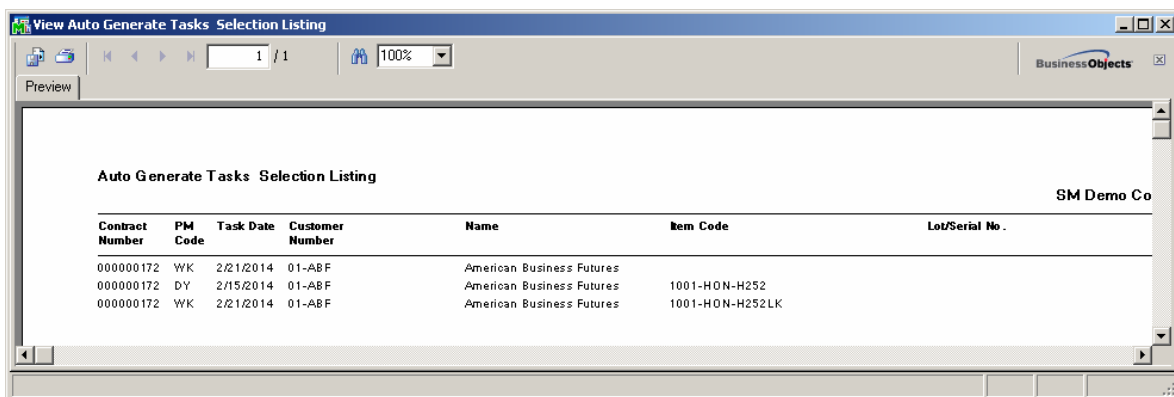 View Auto Generate Tasks Selection Listing
1 / 1 100% BusinessObjects
Preview
Auto Generate Tasks Selection Listing
SM Demo Co
Contract PM Task Date Customer Name Item Code Lot/Serial No.
Number Code Number
000000172 WK 2/21/2014 01-ABF American Business Futures
000000172 DY 2/15/2014 01-ABF American Business Futures 1001-HON-H252
000000172 WK 2/21/2014 01-ABF American Business Futures 1001-HON-H252LK